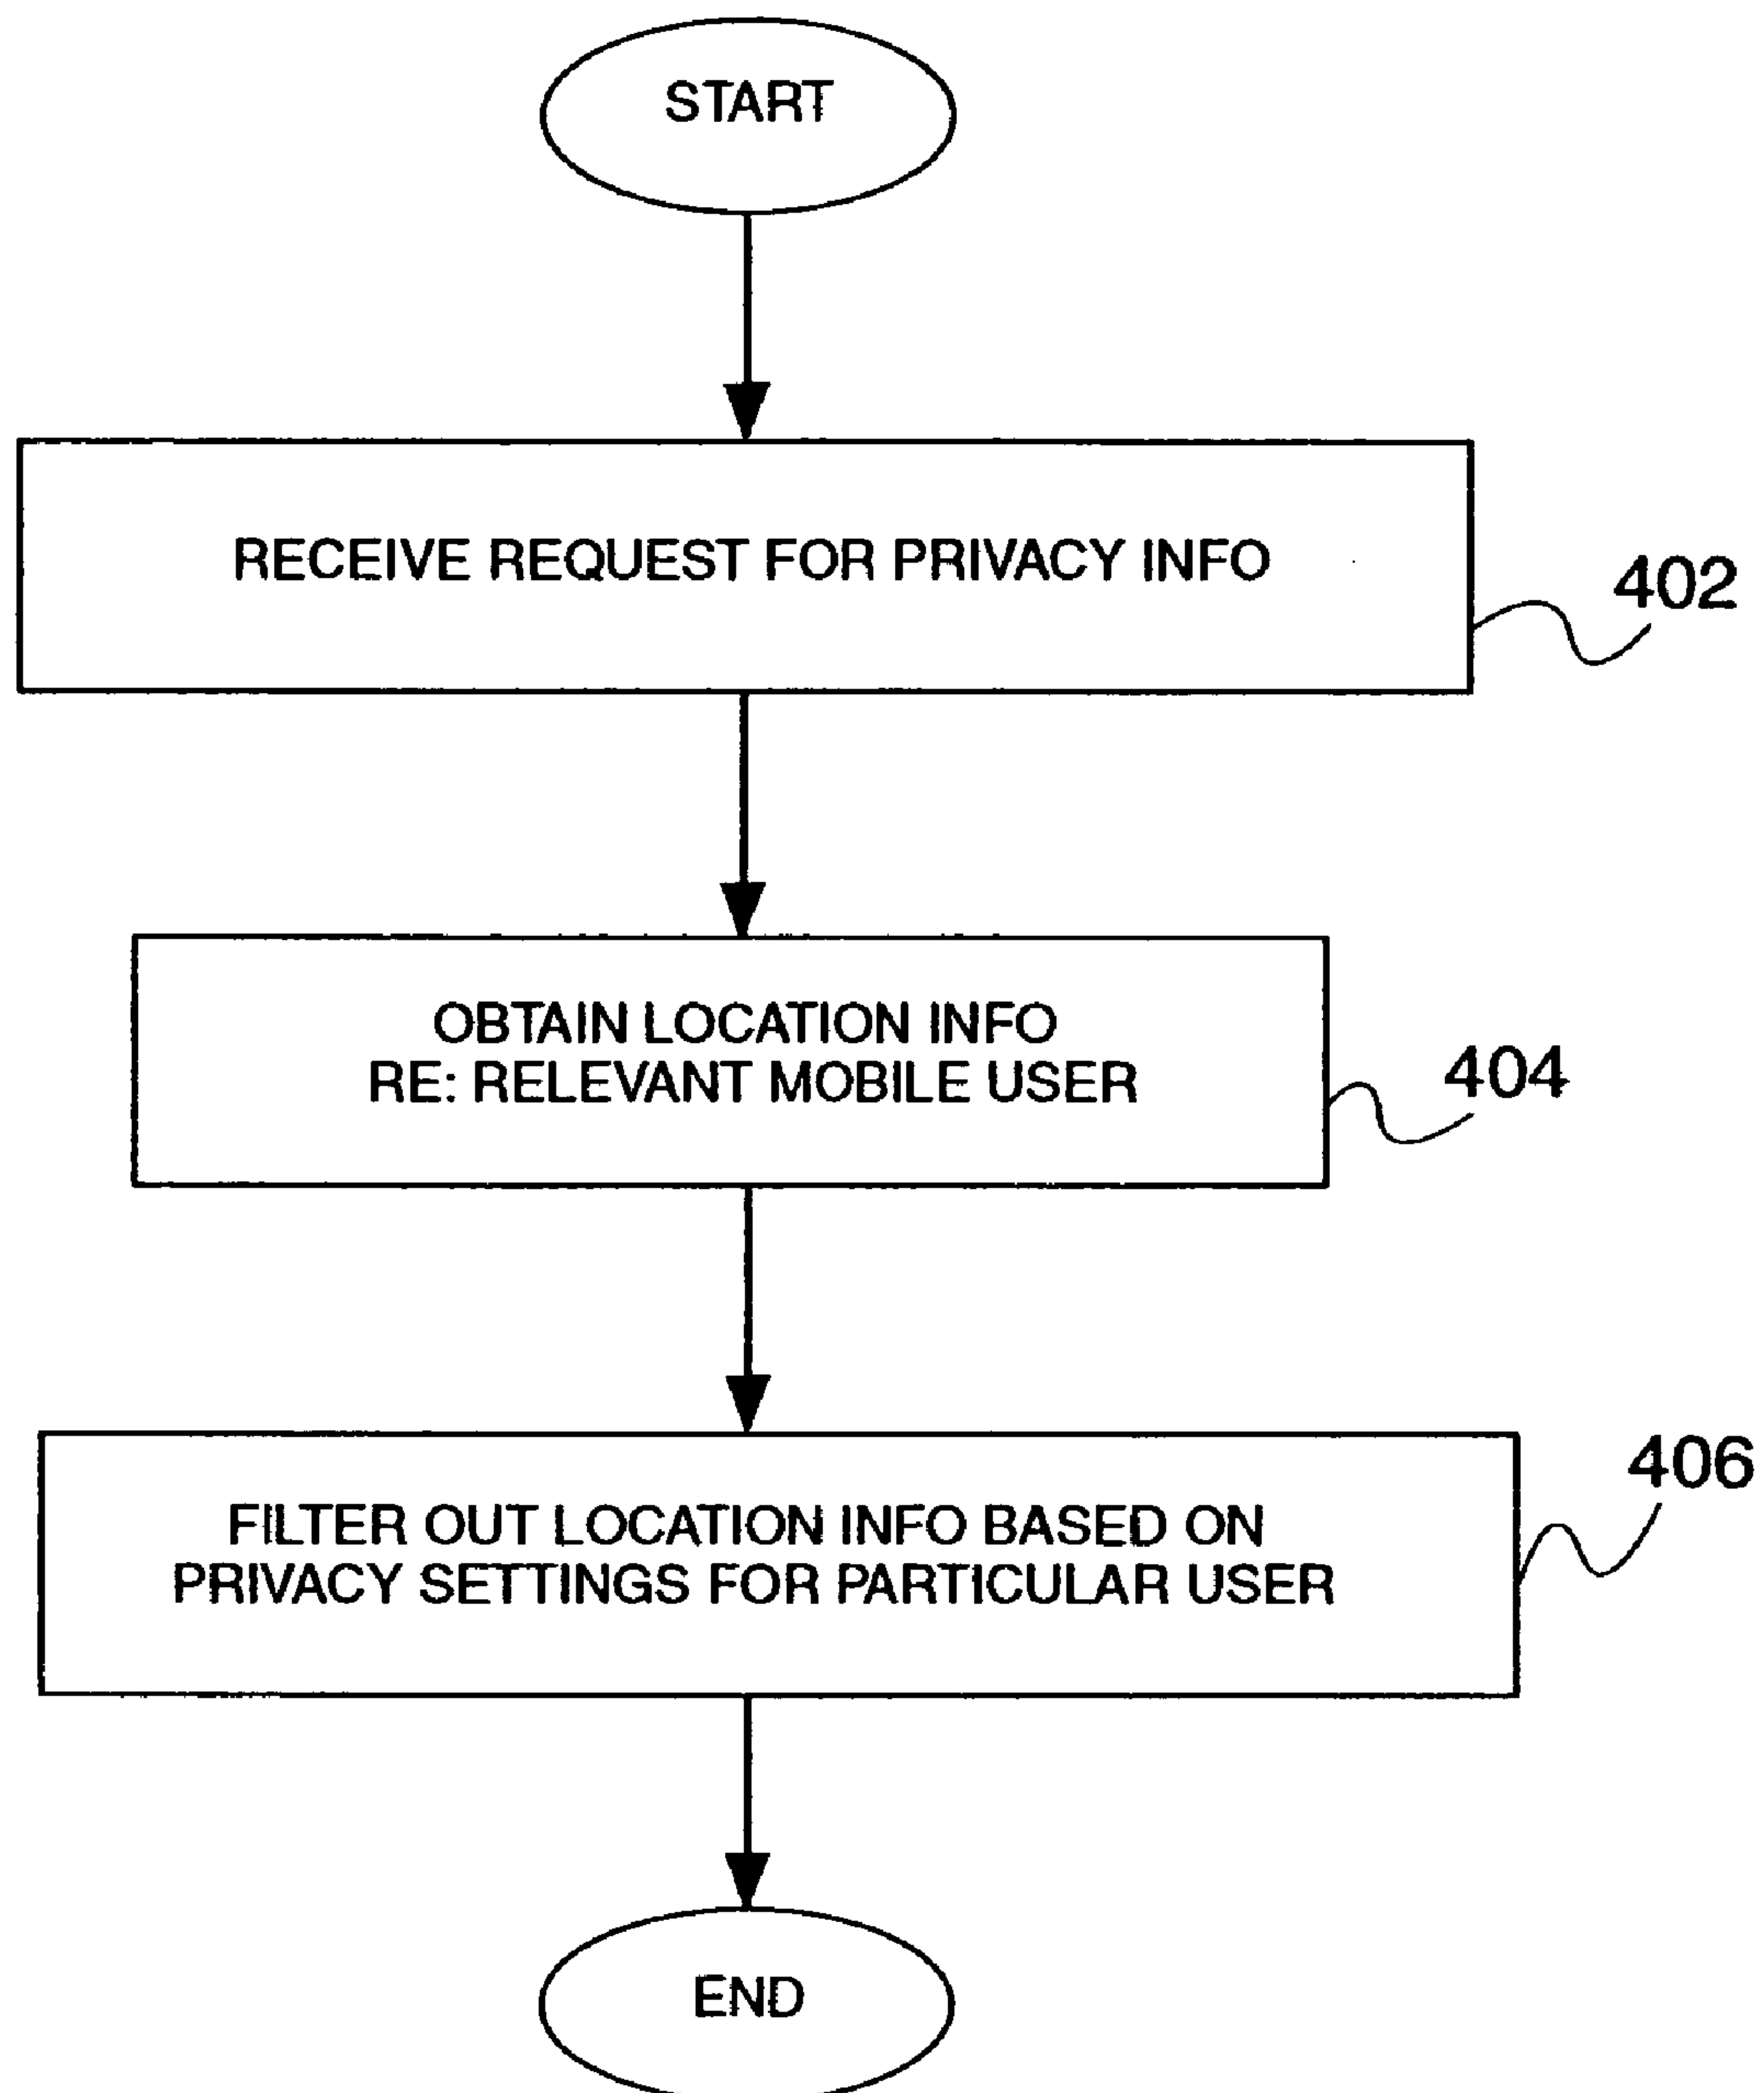 START
RECEIVE REQUEST FOR PRIVACY INFO
402
OBTAIN LOCATION INFO
RE: RELEVANT MOBILE USER
404
406
FILTER OUT LOCATION INFO BASED ON
PRIVACY SETTINGS FOR PARTICULAR USER
END